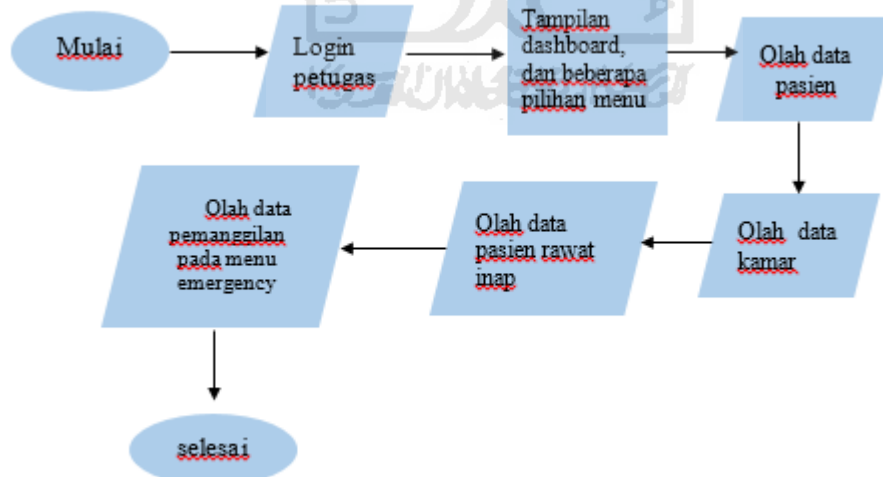 Mulai
Login
petugas
Tampilan
dashboard,
dan beberapa
pilihan menu
Olah data
pasien
Olah data
kamar
Olah data
pasien rawat
inap
Olah data
pemanggilan
pada menu
emergency
selesai